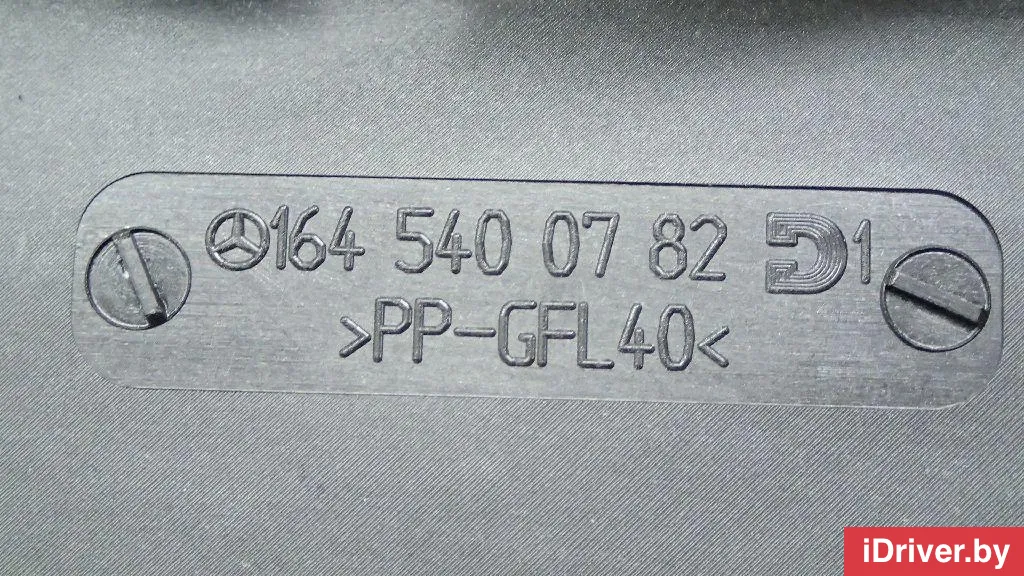 164 540 07 82 D1
>PP-GFL40<
iDriver.by